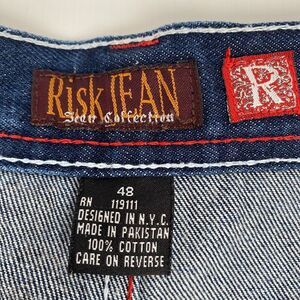 Risk JEAN
Jean Collection
R
48
RN 119111
DESIGNED IN N.Y.C.
MADE IN PAKISTAN
100% COTTON
CARE ON REVERSE